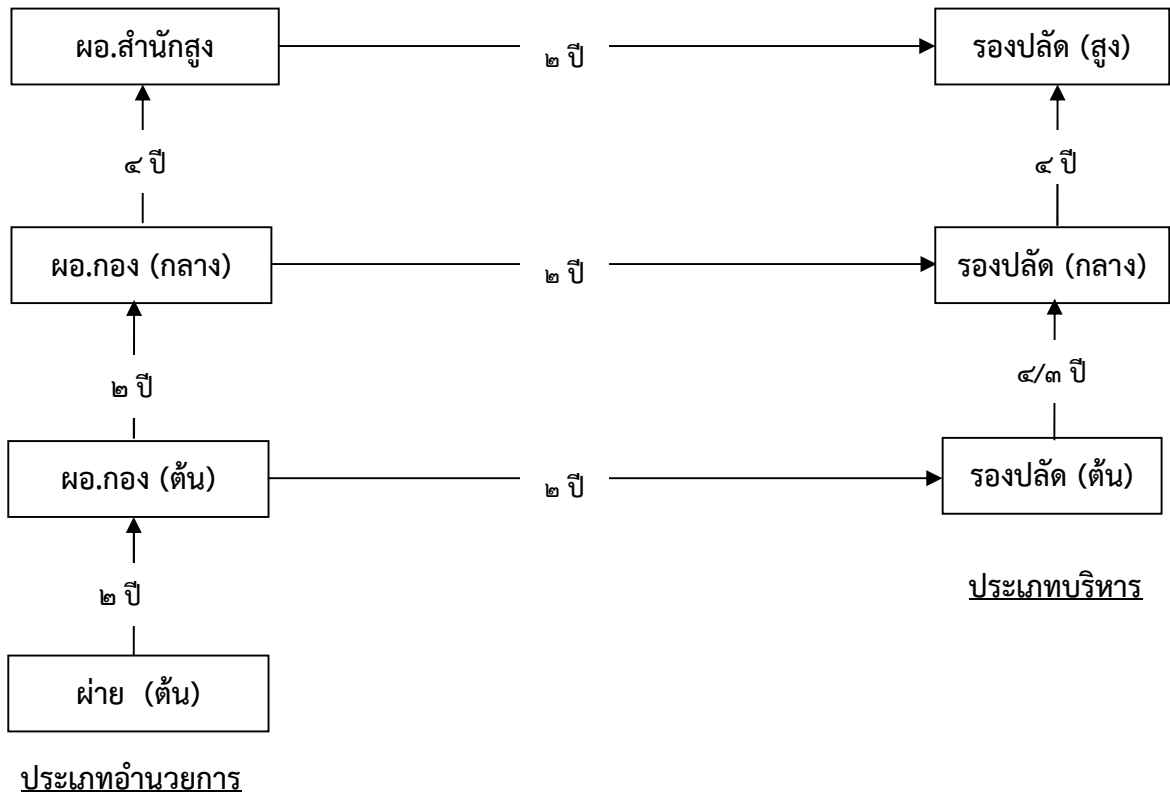 ผอ.สำนักสูง
๒ ปี
รองปลัด (สูง)
๔ ปี
๔ ปี
ผอ.กอง (กลาง)
๒ ปี
รองปลัด (กลาง)
๒ ปี
๔/๓ ปี
ผอ.กอง (ต้น)
๒ ปี
รองปลัด (ต้น)
๒ ปี
ประเภทบริหาร
ฝ่าย (ต้น)
ประเภทอำนวยการ